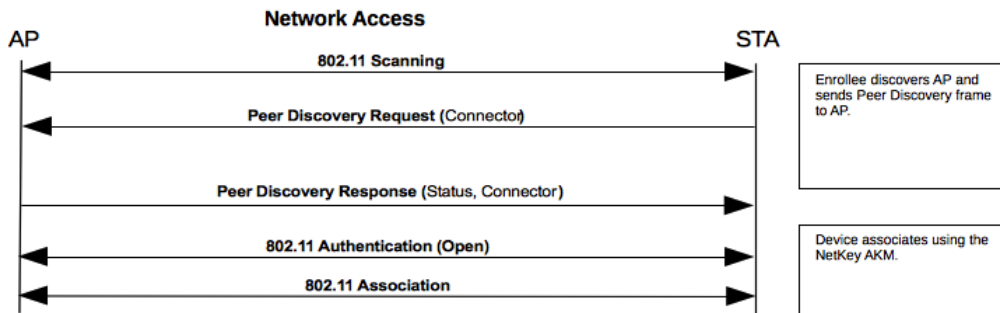 Network Access
AP
STA
802.11 Scanning
Enrollee discovers AP and
sends Peer Discovery frame
to AP.
Peer Discovery Request (Connector)
Peer Discovery Response (Status, Connector)
802.11 Authentication (Open)
Device associates using the
NetKey AKM.
802.11 Association